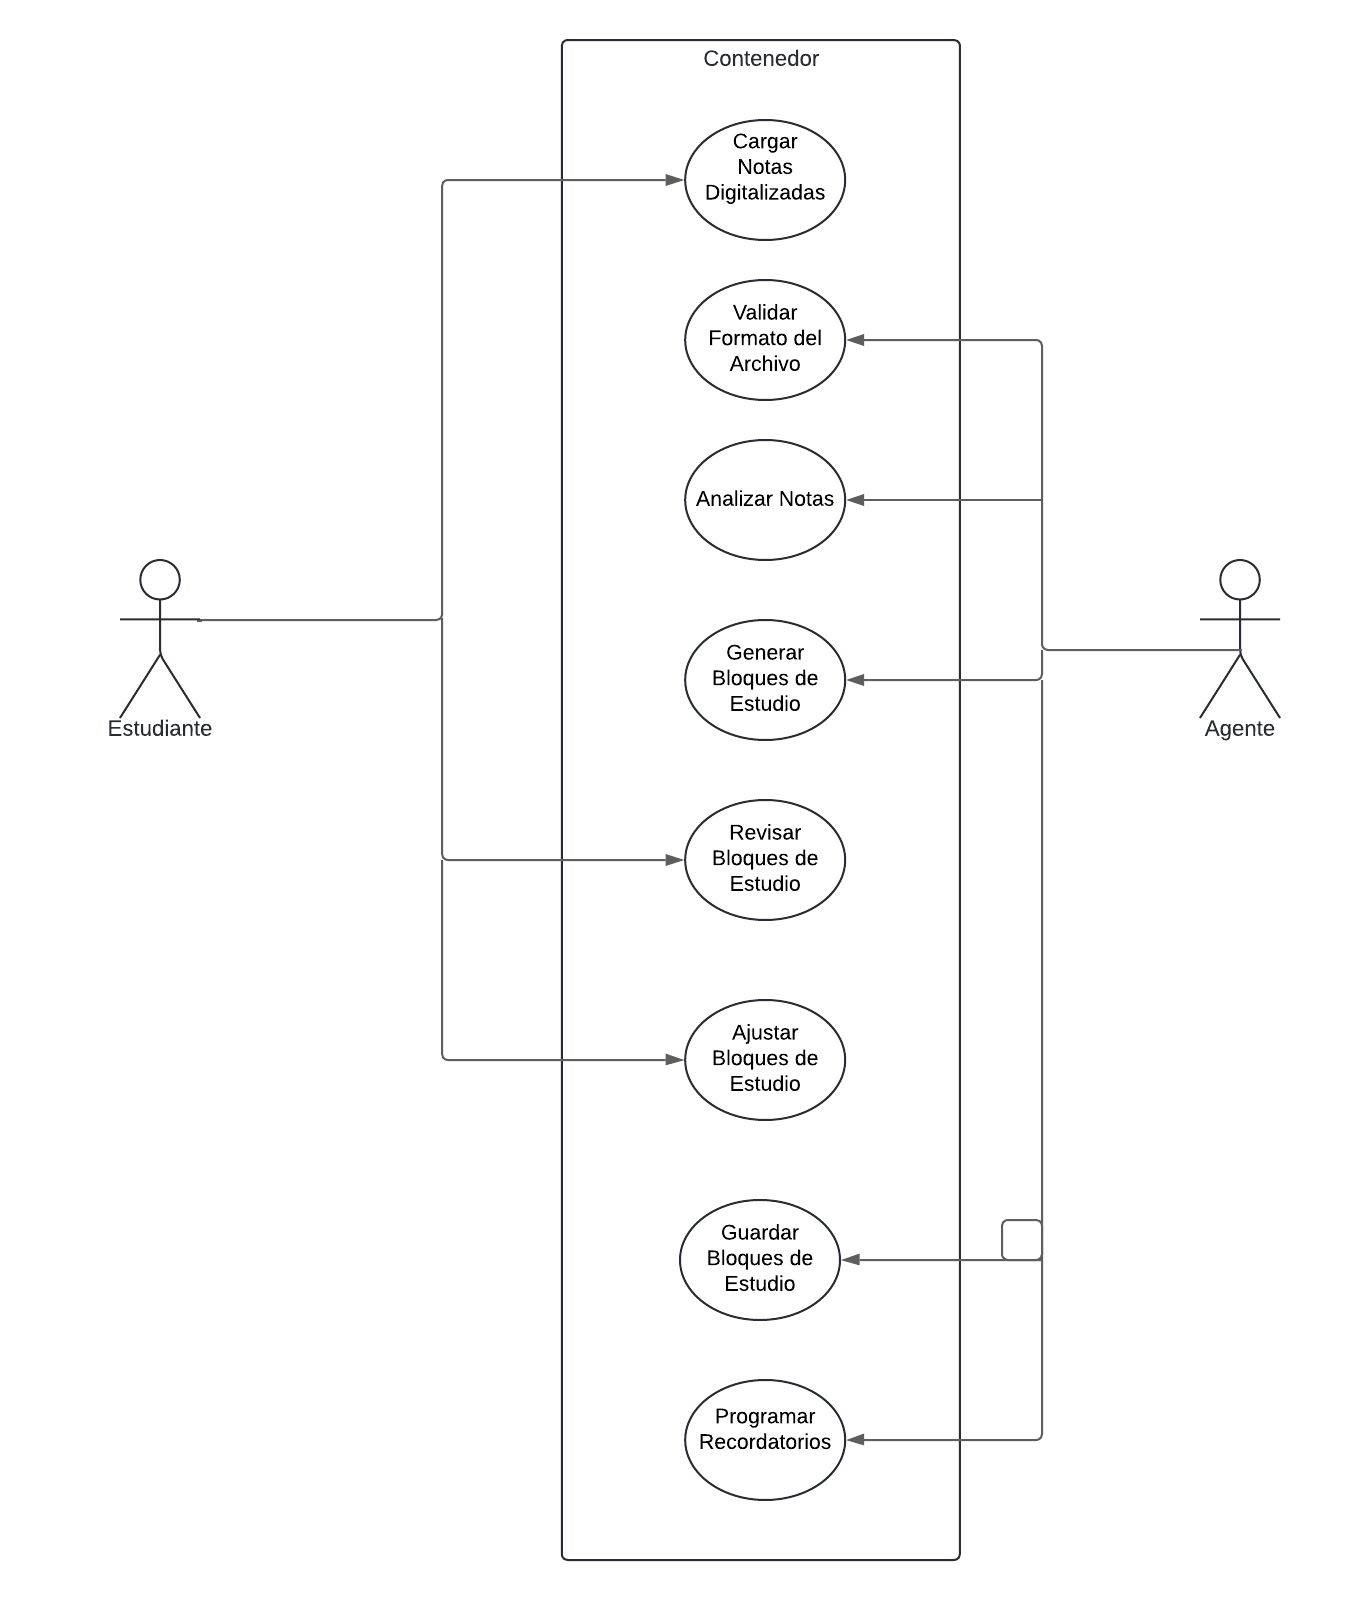 Contenedor
Cargar
Notas
Digitalizadas
Validar
Formato del
Archivo
Analizar Notas
Generar
Bloques de
Estudio
Estudiante
Agente
Revisar
Bloques de
Estudio
Ajustar
Bloques de
Estudio
Guardar
Bloques de
Estudio
Programar
Recordatorios